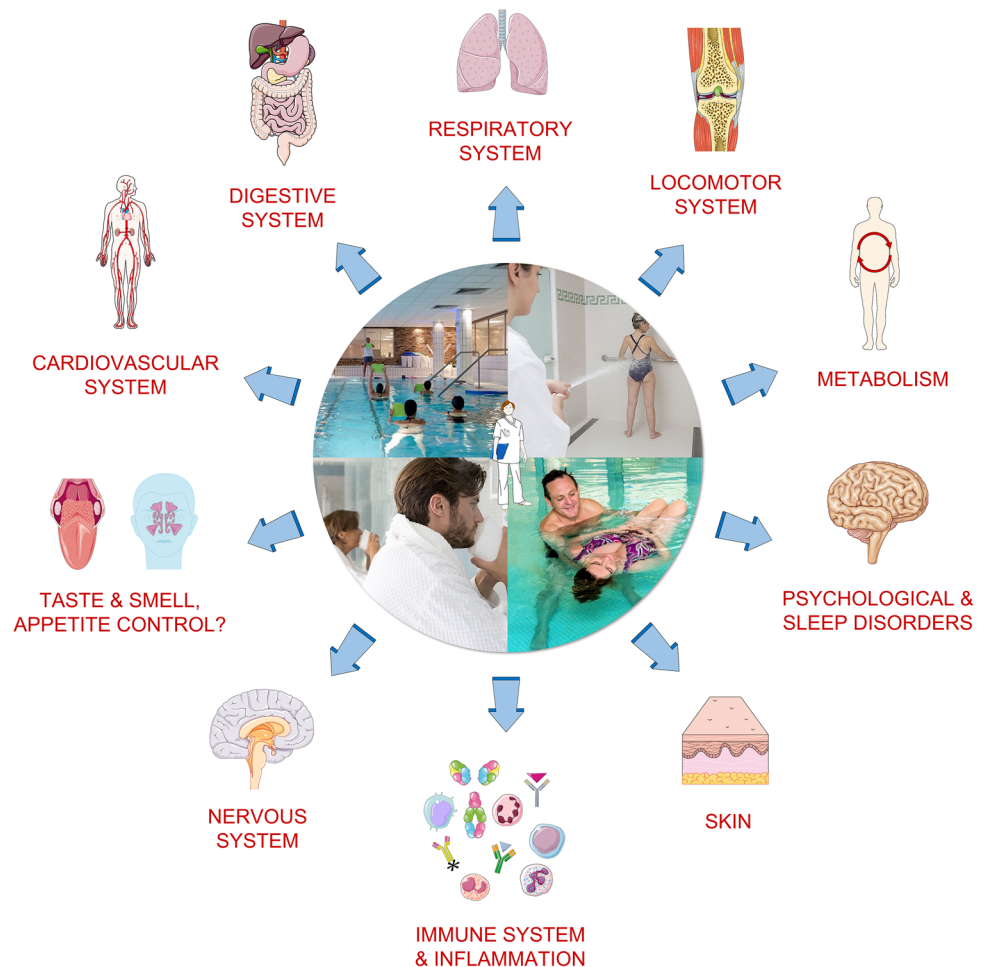 RESPIRATORY
SYSTEM
LOCOMOTOR
SYSTEM
METABOLISM
PSYCHOLOGICAL &
SLEEP DISORDERS
SKIN
IMMUNE SYSTEM
& INFLAMMATION
NERVOUS
SYSTEM
TASTE & SMELL,
APPETITE CONTROL?
CARDIOVASCULAR
SYSTEM
DIGESTIVE
SYSTEM